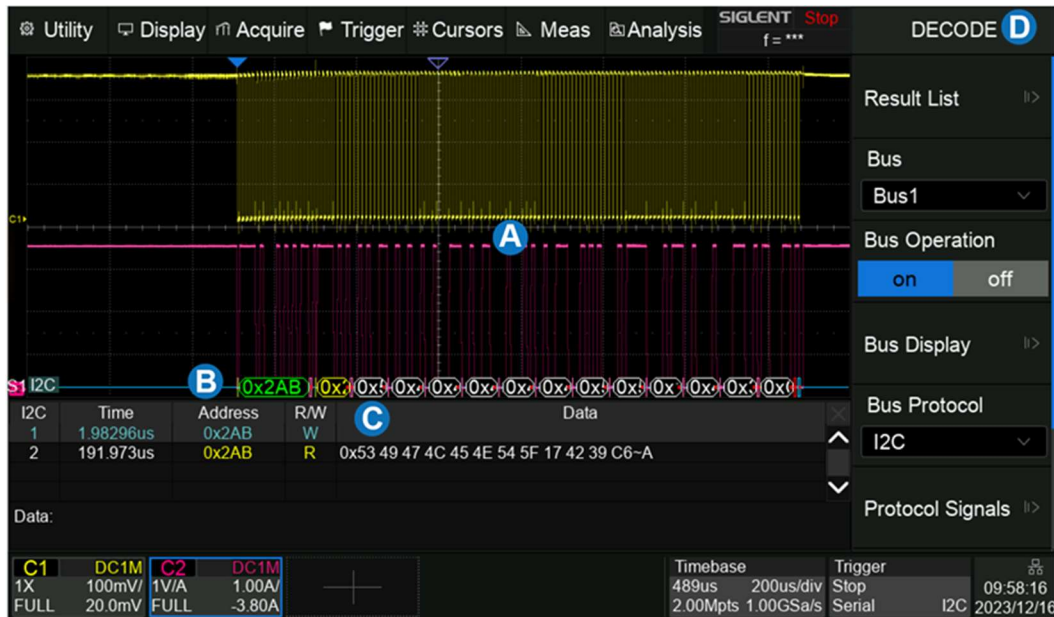 Utility Display Acquire Trigger Cursors Meas Analysis SIGLENT Stop DECODE D
f = ***
Result List
Bus
Bus1
C1
Bus Operation
A
on off
Bus Display
S1 I2C B 0x2AB
Bus Protocol
I2C Time Address R/W C Data
1 1.98296us 0x2AB W
I2C
2 191.973us 0x2AB R 0x53 49 47 4C 45 4E 54 5F 17 42 39 C6~A
Protocol Signals
Data:
C1 DC1M C2 DC1M Timebase Trigger
1X 100mV/ 1V/A 1.00A/ 489us 200us/div Stop 09:58:16
FULL 20.0mV FULL -3.80A 2.00Mpts 1.00GSa/s Serial I2C 2023/12/16